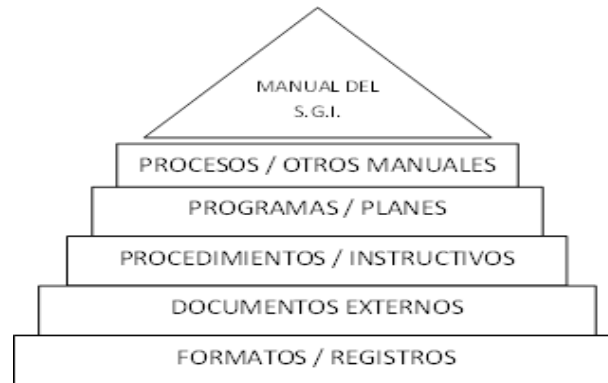 MANUAL DEL
S.G.I.
PROCESOS / OTROS MANUALES
PROGRAMAS / PLANES
PROCEDIMIENTOS / INSTRUCTIVOS
DOCUMENTOS EXTERNOS
FORMATOS / REGISTROS